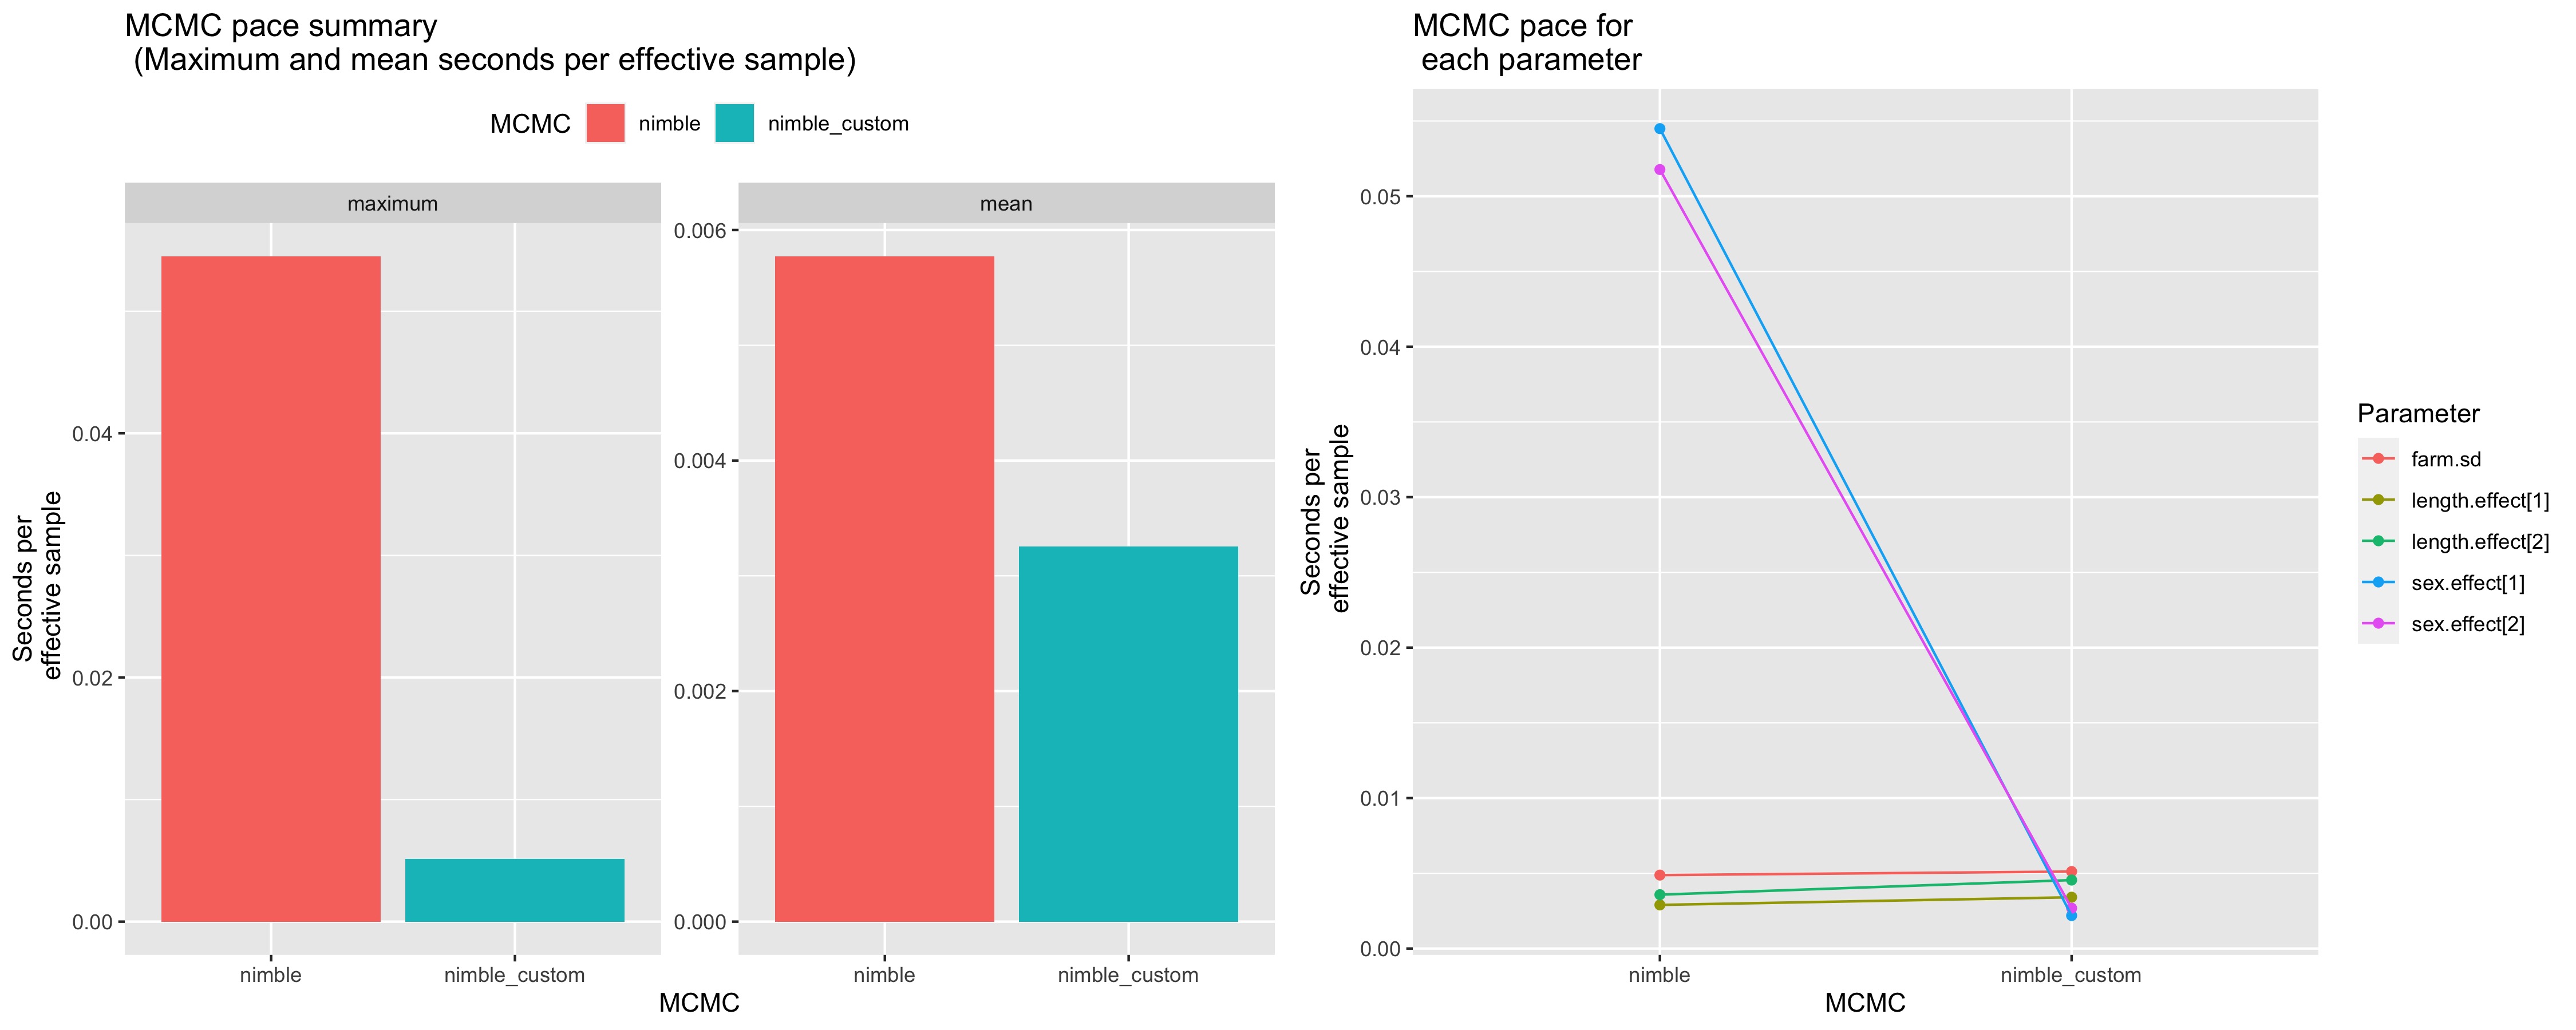 MCMC pace summary
(Maximum and mean seconds per effective sample)
MCMC nimble nimble_custom
maximum
mean
Seconds per
effective sample
0.04
0.02
0.00
0.006
0.004
0.002
0.000
nimble nimble_custom
nimble nimble_custom
MCMC
MCMC pace for
each parameter
Seconds per
effective sample
0.05
0.04
0.03
0.02
0.01
0.00
nimble nimble_custom
MCMC
Parameter
farm.sd
length.effect[1]
length.effect[2]
sex.effect[1]
sex.effect[2]